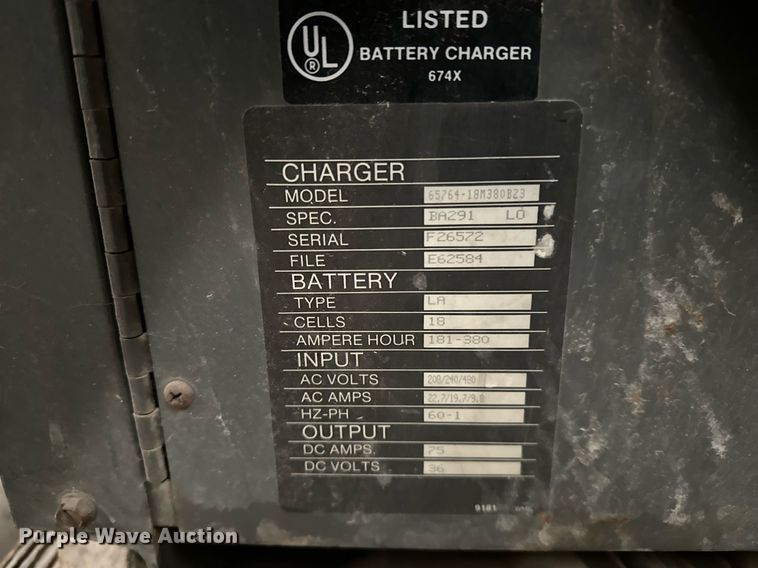 UL
®
LISTED
BATTERY CHARGER
674X
CHARGER
MODEL 65764-18M380B23
SPEC. BA291 LO
SERIAL F26572
FILE E62584
BATTERY
TYPE LA
CELLS 18
AMPERE HOUR 181-380
INPUT
AC VOLTS 208/240/480
AC AMPS 22.7/19.7/9.8
HZ-PH 60-1
OUTPUT
DC AMPS. 75
DC VOLTS 36
9181
Purple Wave Auction